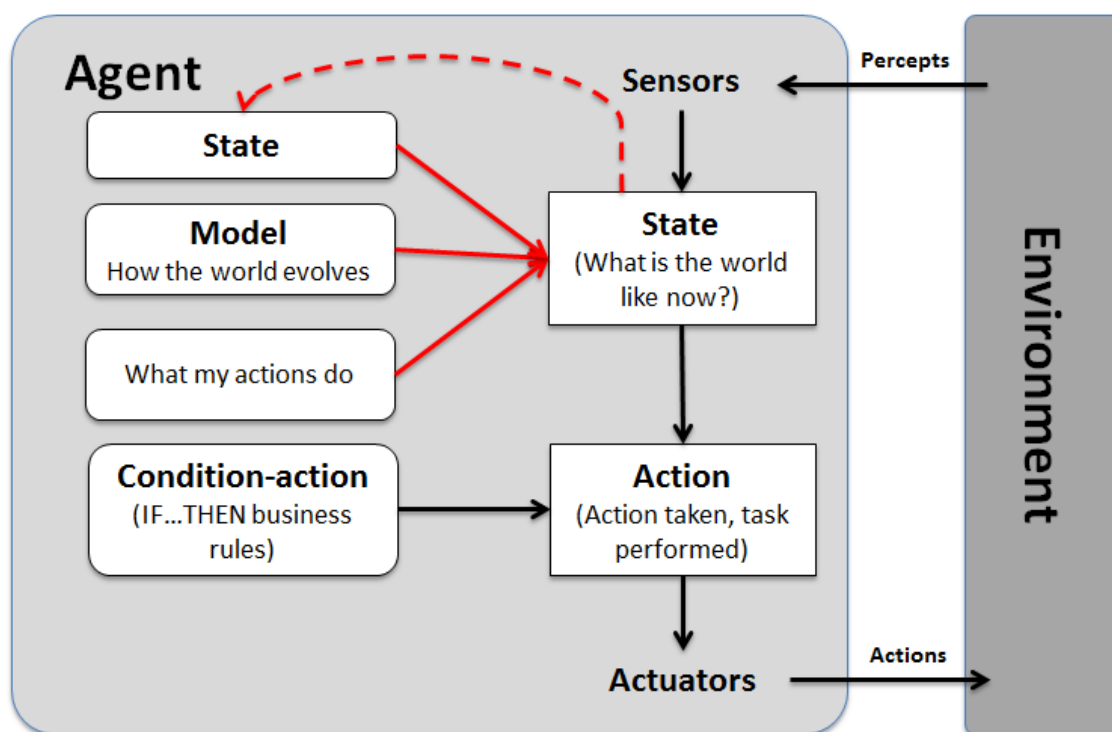 Agent
Sensors
Percepts
State
Model
How the world evolves
State
(What is the world
like now?)
What my actions do
Condition-action
(IF...THEN business
rules)
Action
(Action taken, task
performed)
Actuators
Actions
Environment